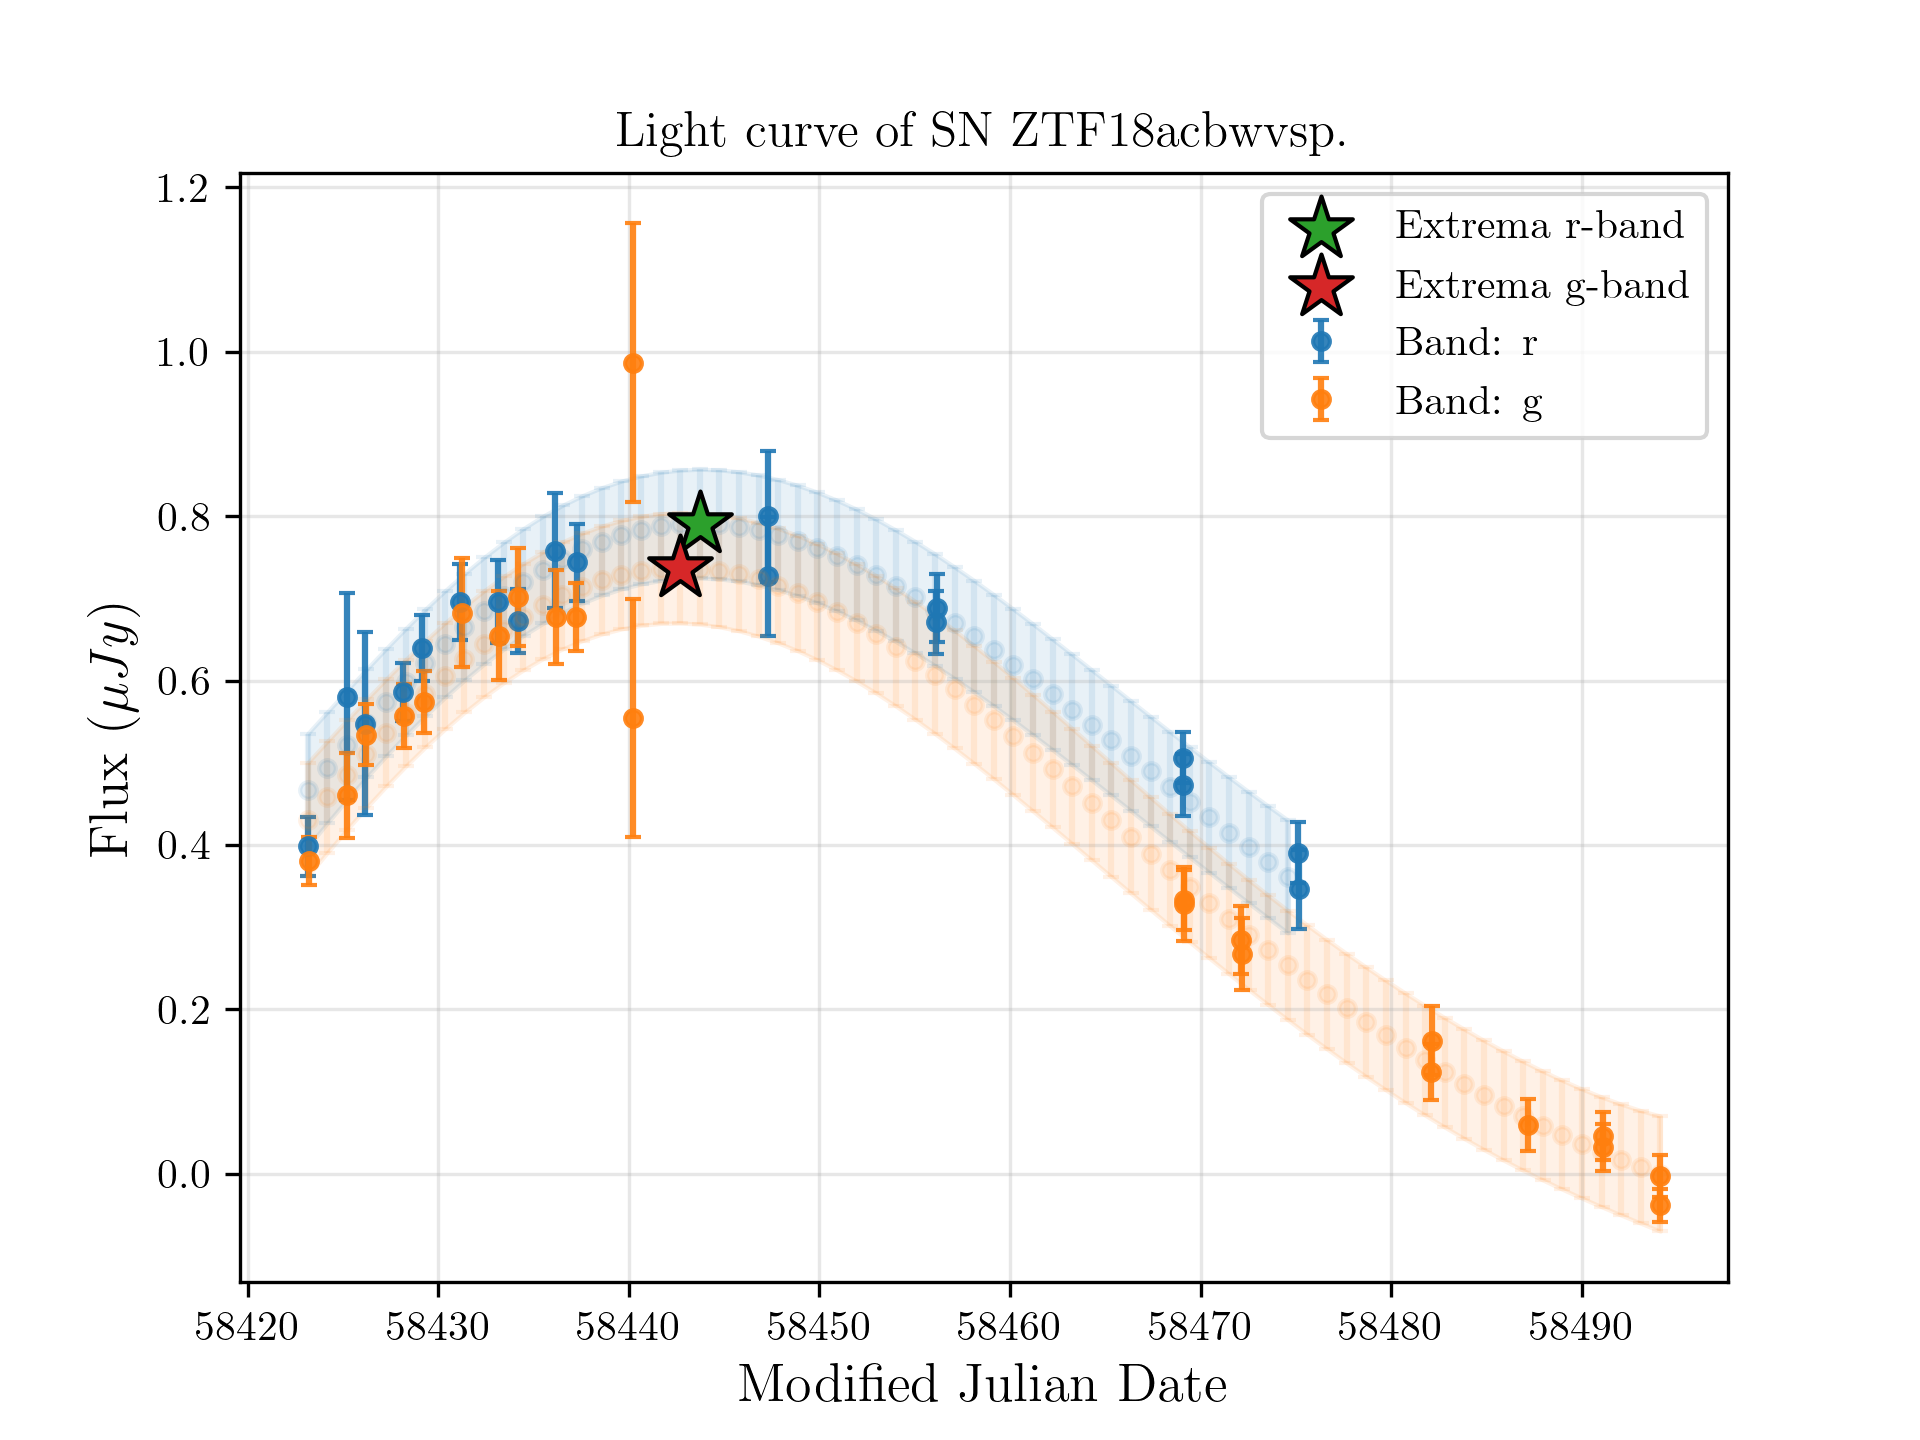 Light curve of SN ZTF18acbwvsp.
1.2
1.0
0.8
0.6
0.4
0.2
0.0
Flux (μJy)
Extrema r-band
Extrema g-band
Band: r
Band: g
58420 58430 58440 58450 58460 58470 58480 58490
Modified Julian Date